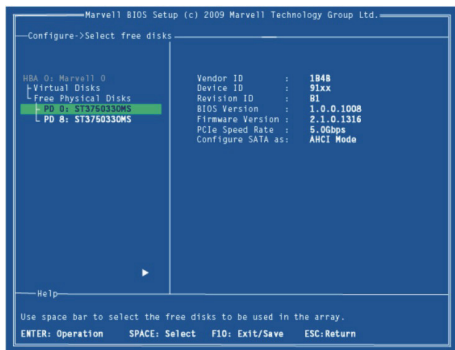 Marvell BIOS Setup (c) 2009 Marvell Technology Group Ltd.
Configure->Select free disks
HBA 0: Marvell 0
Virtual Disks
Free Physical Disks
PD 0: ST3750330MS
PD 8: ST3750330MS
Vendor ID : 1B4B
Device ID : 91xx
Revision ID : B1
BIOS Version : 1.0.0.1008
Firmware Version : 2.1.0.1316
PCIe Speed Rate : 5.0Gbps
Configure SATA as: AHCI Mode
Help
Use space bar to select the free disks to be used in the array.
ENTER: Operation SPACE: Select F10: Exit/Save ESC:Return